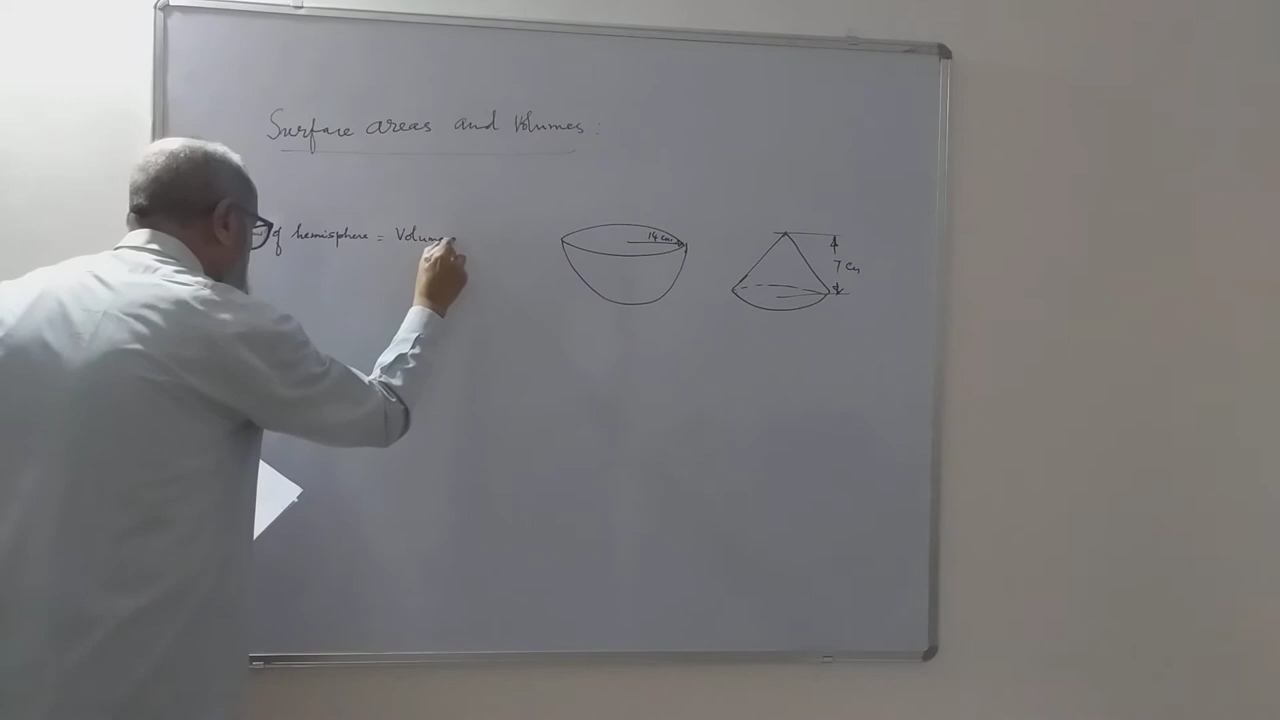 Surface areas and Volumes :
of hemisphere = Volume
14 cm
7 cm